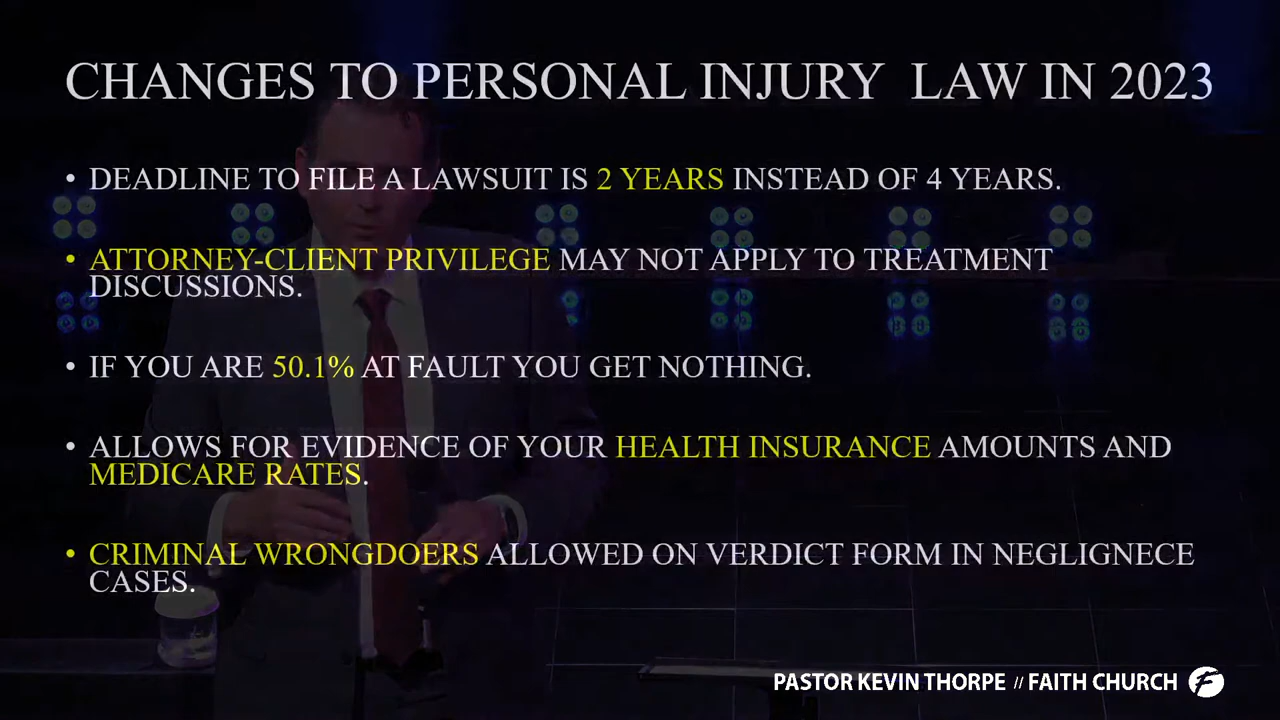 CHANGES TO PERSONAL INJURY LAW IN 2023
• DEADLINE TO FILE A LAWSUIT IS 2 YEARS INSTEAD OF 4 YEARS.
• ATTORNEY-CLIENT PRIVILEGE MAY NOT APPLY TO TREATMENT
DISCUSSIONS.
• IF YOU ARE 50.1% AT FAULT YOU GET NOTHING.
• ALLOWS FOR EVIDENCE OF YOUR HEALTH INSURANCE AMOUNTS AND
MEDICARE RATES.
• CRIMINAL WRONGDOERS ALLOWED ON VERDICT FORM IN NEGLIGNECE
CASES.
PASTOR KEVIN THORPE // FAITH CHURCH F